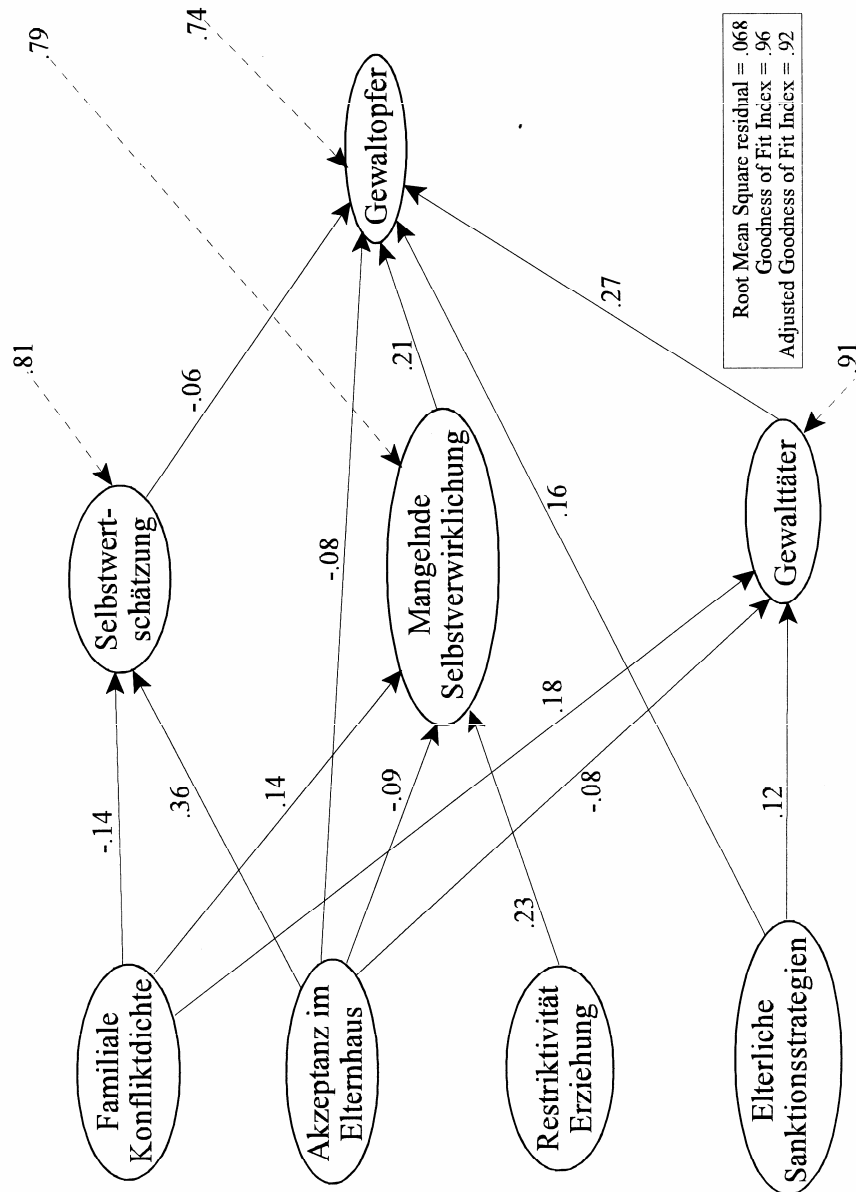 Familiale
Konfliktdichte
Akzeptanz im
Elternhaus
Restriktivität
Erziehung
Elterliche
Sanktionsstrategien
-.14
.36
.14
-.09
.23
.18
-.08
.12
Selbstwert-
schätzung
Mangelnde
Selbstverwirklichung
Gewalttäter
.81
.79
.74
.91
-.06
-.08
.21
.16
.27
Gewaltopfer
Root Mean Square residual = .068
Goodness of Fit Index = .96
Adjusted Goodness of Fit Index = .92